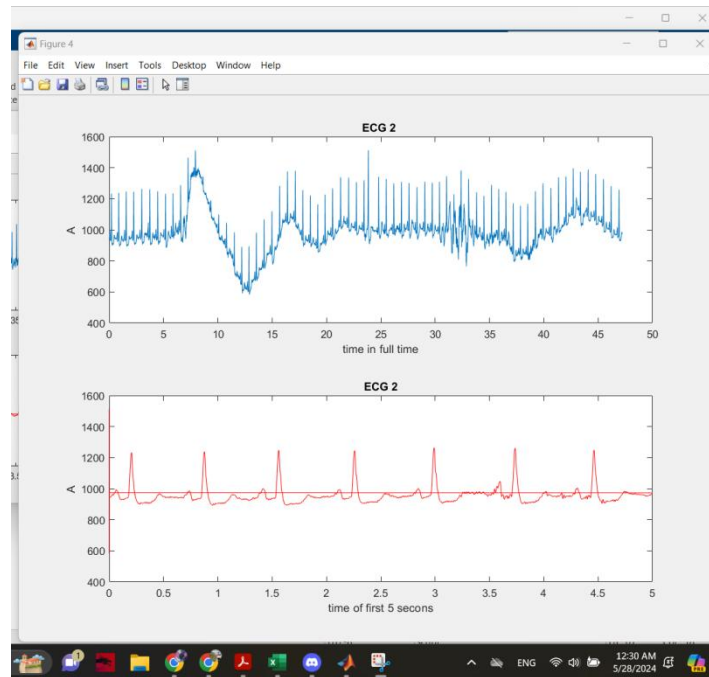 Figure 4
File Edit View Insert Tools Desktop Window Help
ECG 2
1600
1400
1200
1000
800
600
400
A
0 5 10 15 20 25 30 35 40 45 50
time in full time
ECG 2
1600
1400
1200
1000
800
600
400
A
0 0.5 1 1.5 2 2.5 3 3.5 4 4.5 5
time of first 5 secons
1
ENG
12:30 AM
5/28/2024
PRE